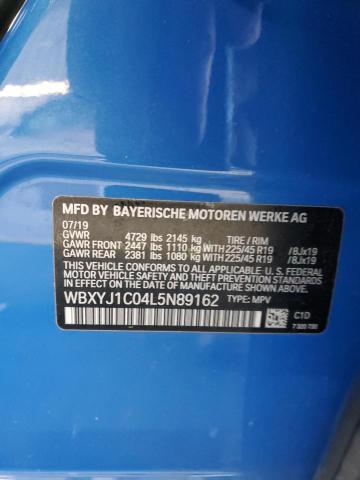 MFD BY BAYERISCHE MOTOREN WERKE AG
07/19
GVWR 4729 lbs 2145 kg TIRE / RIM
GAWR FRONT 2447 lbs 1110 kg WITH 225/45 R19 /8Jx19
GAWR REAR 2381 lbs 1080 kg WITH 225/45 R19 /8Jx19
THIS VEHICLE CONFORMS TO ALL APPLICABLE FEDERAL
MOTOR VEHICLE SAFETY, BUMPER, AND THEFT PREVENTION
STANDARDS IN EFFECT ON THE DATE OF MANUFACTURE
SHOWN ABOVE.
WBXYJ1C04L5N89162 TYPE: MPV
C1D